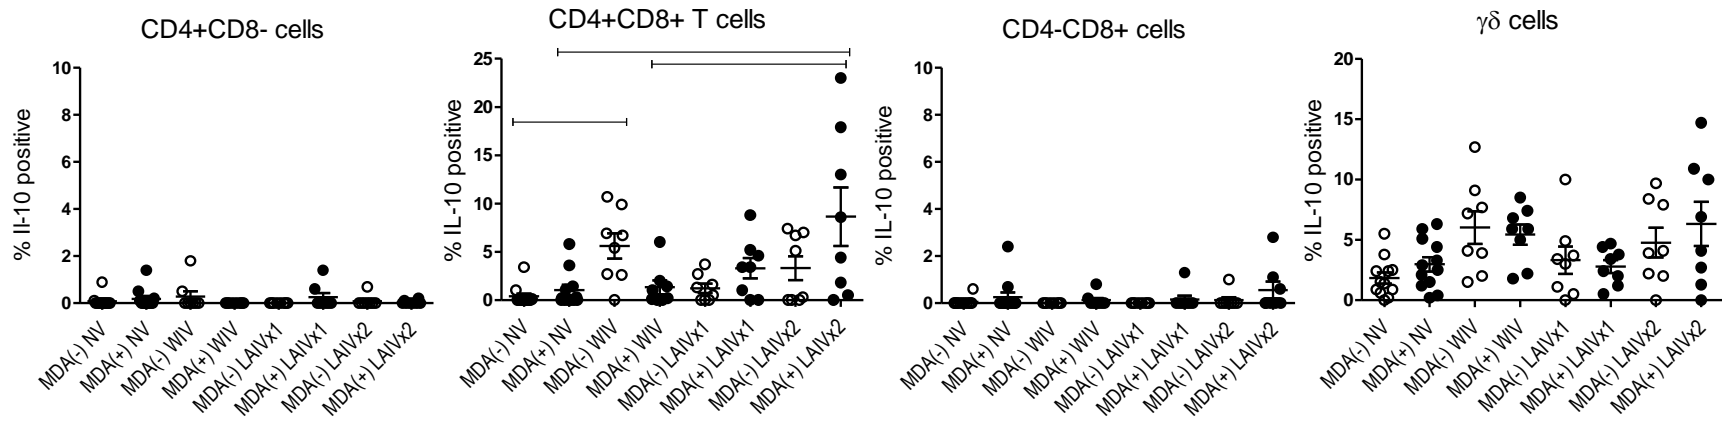 CD4+CD8- cells
% Il-10 positive
10
8
6
4
2
0
MDA(-) NV
MDA(+) NV
MDA(-) WIV
MDA(+) WIV
MDA(-) LAIVx1
MDA(+) LAIVx1
MDA(-) LAIVx2
MDA(+) LAIVx2
CD4+CD8+ T cells
% IL-10 positive
25
20
15
10
5
0
MDA(-) NV
MDA(+) NV
MDA(-) WIV
MDA(+) WIV
MDA(-) LAIVx1
MDA(+) LAIVx1
MDA(-) LAIVx2
MDA(+) LAIVx2
CD4-CD8+ cells
% IL-10 positive
10
8
6
4
2
0
MDA(-) NV
MDA(+) NV
MDA(-) WIV
MDA(+) WIV
MDA(-) LAIVx1
MDA(+) LAIVx1
MDA(-) LAIVx2
MDA(+) LAIVx2
γδ cells
% IL-10 positive
20
15
10
5
0
MDA(-) NV
MDA(+) NV
MDA(-) WIV
MDA(+) WIV
MDA(-) LAIVx1
MDA(+) LAIVx1
MDA(-) LAIVx2
MDA(+) LAIVx2